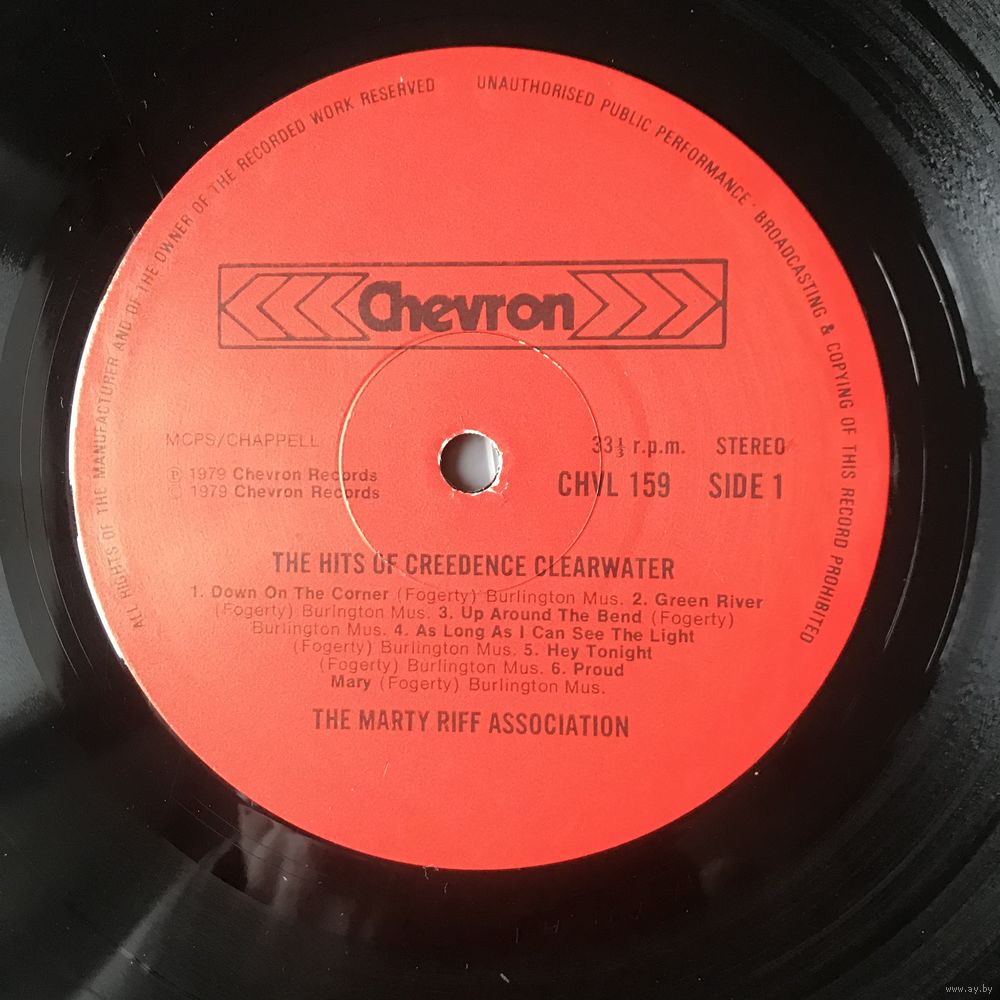 ALL RIGHTS OF THE MANUFACTURER AND OF THE OWNER OF THE RECORDED WORK RESERVED
UNAUTHORISED PUBLIC PERFORMANCE · BROADCASTING & COPYING OF THIS RECORD PROHIBITED
Chevron
MCPS/CHAPPELL
33⅓ r.p.m. STEREO
℗ 1979 Chevron Records
© 1979 Chevron Records
CHVL 159 SIDE 1
THE HITS OF CREEDENCE CLEARWATER
1. Down On The Corner (Fogerty) Burlington Mus. 2. Green River
(Fogerty) Burlington Mus. 3. Up Around The Bend (Fogerty)
Burlington Mus. 4. As Long As I Can See The Light
(Fogerty) Burlington Mus. 5. Hey Tonight
(Fogerty) Burlington Mus. 6. Proud
Mary (Fogerty) Burlington Mus.
THE MARTY RIFF ASSOCIATION
www.ay.by